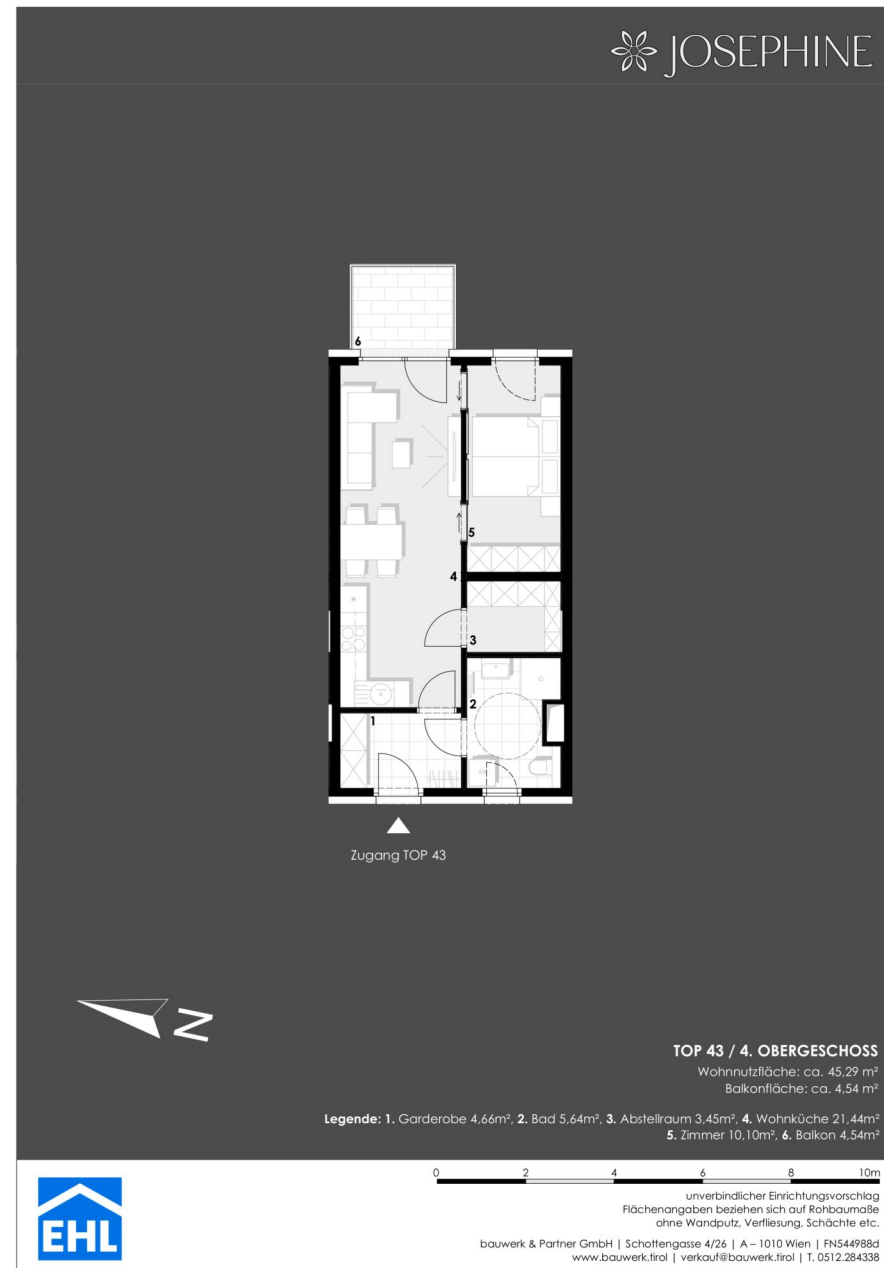 JOSEPHINE
6
5
4
3
2
1
Zugang TOP 43
N
TOP 43 / 4. OBERGESCHOSS
Wohnnutzfläche: ca. 45,29 m²
Balkonfläche: ca. 4,54 m²
Legende: 1. Garderobe 4,66m², 2. Bad 5,64m², 3. Abstellraum 3,45m², 4. Wohnküche 21,44m²
5. Zimmer 10,10m², 6. Balkon 4,54m²
0 2 4 6 8 10m
unverbindlicher Einrichtungsvorschlag
Flächenangaben beziehen sich auf Rohbaumaße
ohne Wandputz, Verfliesung, Schächte etc.
EHL
bauwerk & Partner GmbH | Schottengasse 4/26 | A – 1010 Wien | FN544988d
www.bauwerk.tirol | verkauf@bauwerk.tirol | T. 0512.284338